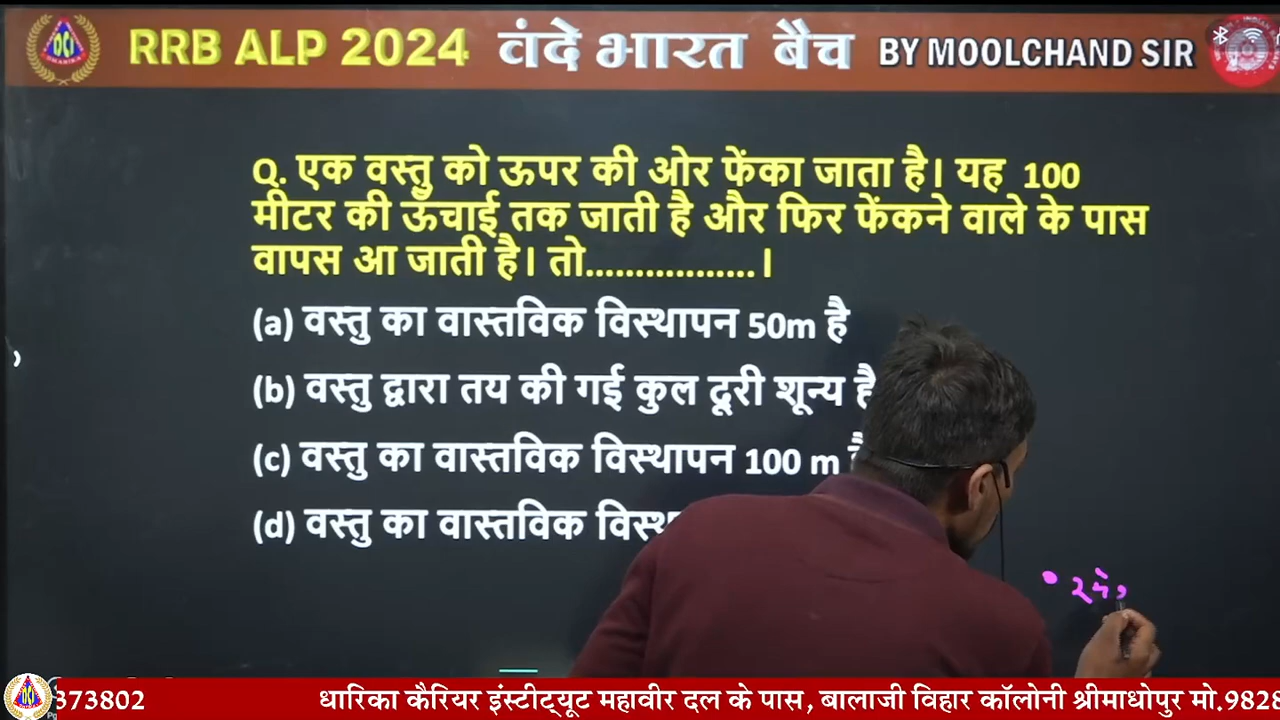 DCI RRB ALP 2024 वंदे भारत बैच BY MOOLCHAND SIR
Q. एक वस्तु को ऊपर की ओर फेंका जाता है। यह 100
मीटर की ऊँचाई तक जाती है और फिर फेंकने वाले के पास
वापस आ जाती है। तो.................।
(a) वस्तु का वास्तविक विस्थापन 50m है
(b) वस्तु द्वारा तय की गई कुल दूरी शून्य है
(c) वस्तु का वास्तविक विस्थापन 100 m
(d) वस्तु का वास्तविक
373802 धारिका कैरियर इंस्टीट्यूट महावीर दल के पास, बालाजी विहार कॉलोनी श्रीमाधोपुर मो.9828